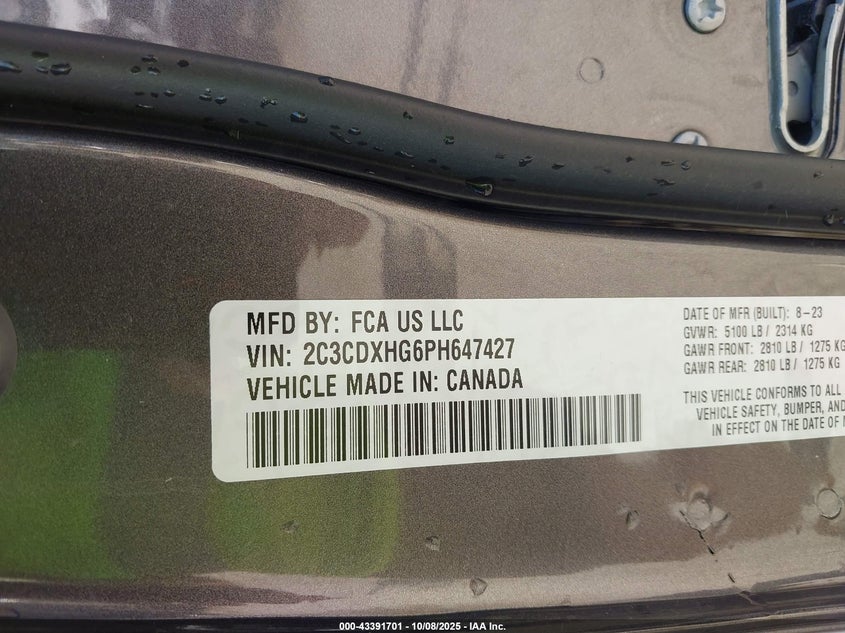 MFD BY: FCA US LLC
VIN: 2C3CDXHG6PH647427
VEHICLE MADE IN: CANADA
DATE OF MFR (BUILT): 8-23
GVWR: 5100 LB / 2314 KG
GAWR FRONT: 2810 LB / 1275 KG
GAWR REAR: 2810 LB / 1275 KG
THIS VEHICLE CONFORMS TO ALL
VEHICLE SAFETY, BUMPER, AND
IN EFFECT ON THE DATE OF
000-43391701 - 10/08/2025 - IAA Inc.